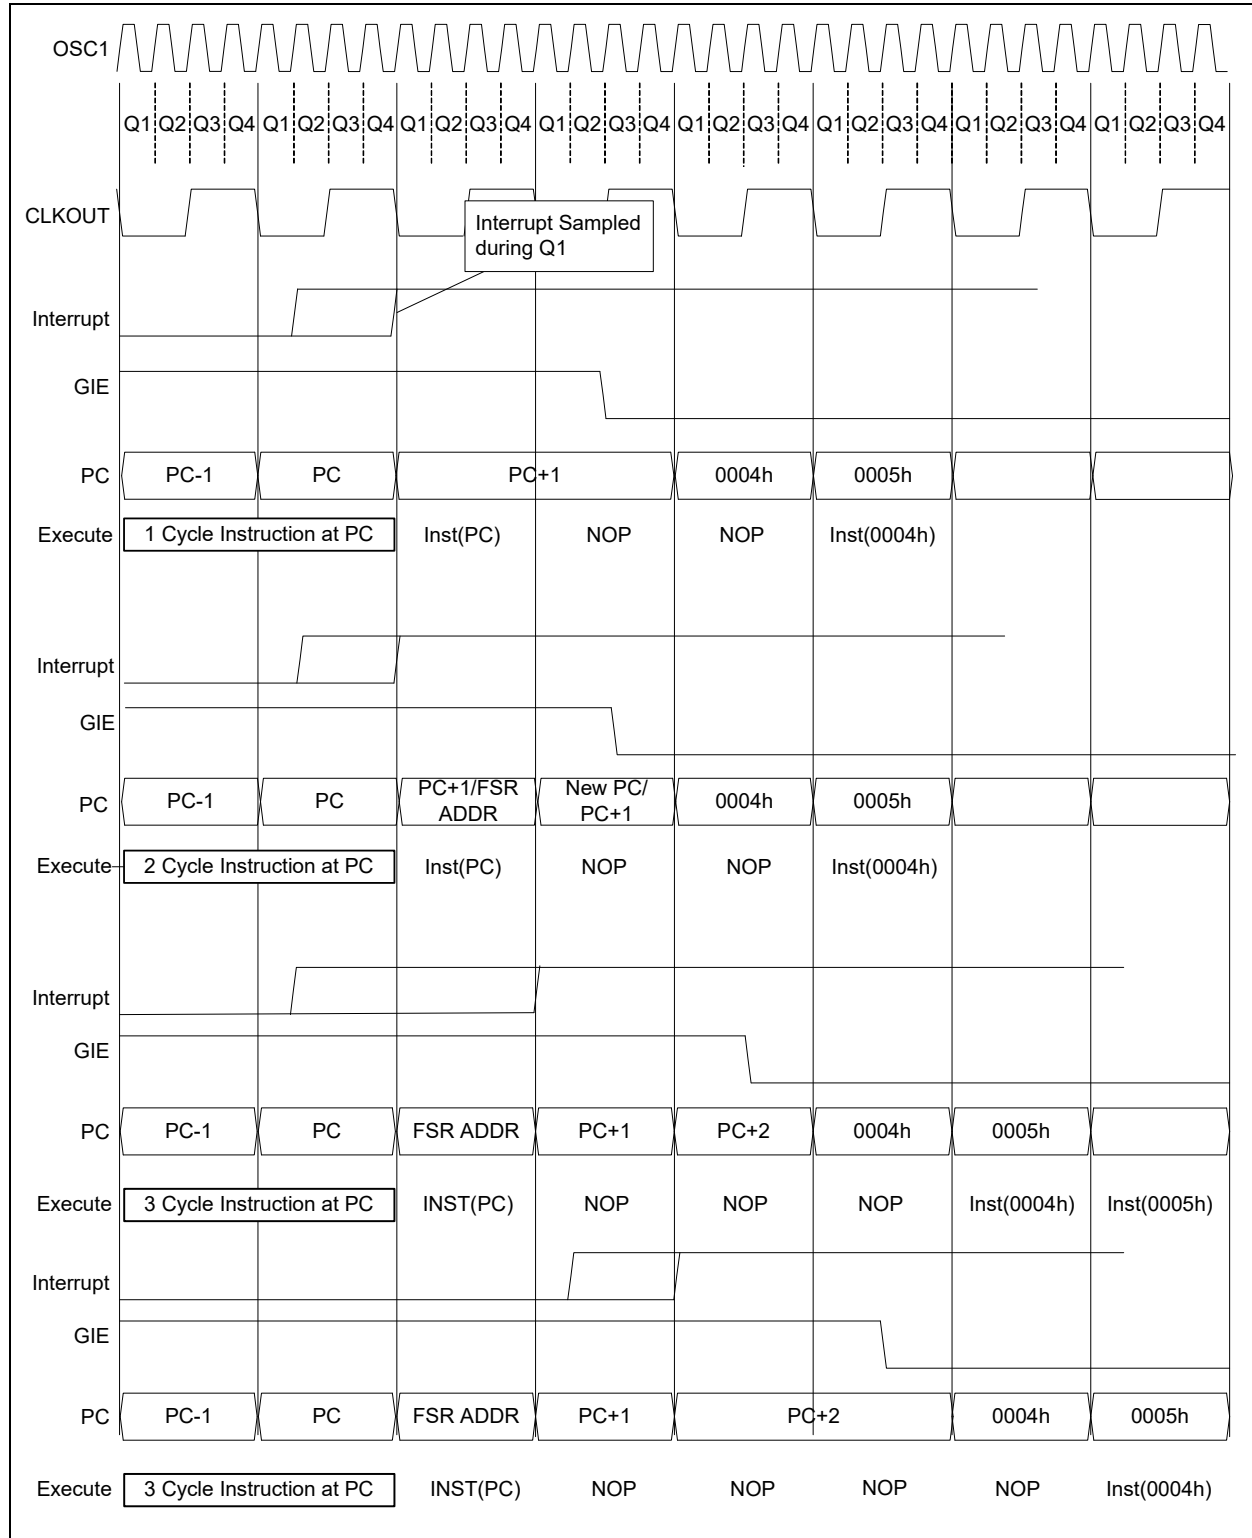 OSC1
Q1 Q2 Q3 Q4 Q1 Q2 Q3 Q4 Q1 Q2 Q3 Q4 Q1 Q2 Q3 Q4 Q1 Q2 Q3 Q4 Q1 Q2 Q3 Q4 Q1 Q2 Q3 Q4 Q1 Q2 Q3 Q4
CLKOUT
Interrupt Sampled
during Q1
Interrupt
GIE
PC PC-1 PC PC+1 0004h 0005h
Execute 1 Cycle Instruction at PC Inst(PC) NOP NOP Inst(0004h)
Interrupt
GIE
PC PC-1 PC PC+1/FSR ADDR New PC/ PC+1 0004h 0005h
Execute 2 Cycle Instruction at PC Inst(PC) NOP NOP Inst(0004h)
Interrupt
GIE
PC PC-1 PC FSR ADDR PC+1 PC+2 0004h 0005h
Execute 3 Cycle Instruction at PC INST(PC) NOP NOP NOP Inst(0004h) Inst(0005h)
Interrupt
GIE
PC PC-1 PC FSR ADDR PC+1 PC+2 0004h 0005h
Execute 3 Cycle Instruction at PC INST(PC) NOP NOP NOP NOP Inst(0004h)